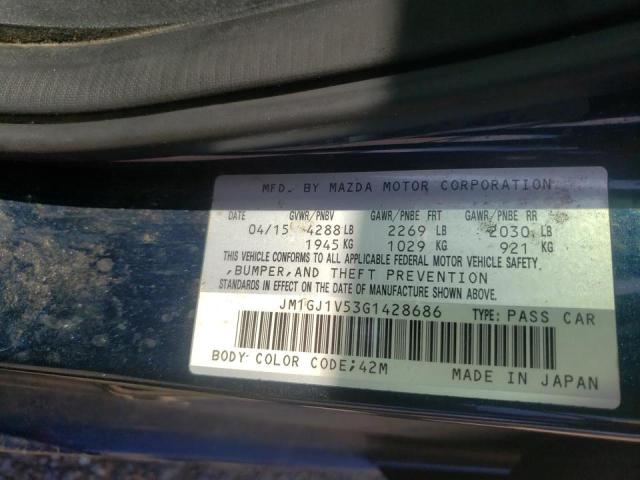 MFD. BY MAZDA MOTOR CORPORATION
DATE GVWR/PNBV GAWR/PNBE FRT GAWR/PNBE RR
04/15 4288 LB 2269 LB 2030 LB
1945 KG 1029 KG 921 KG
THIS VEHICLE CONFORMS TO ALL APPLICABLE FEDERAL MOTOR VEHICLE SAFETY,
,BUMPER,AND THEFT PREVENTION
STANDARDS IN EFFECT ON THE DATE OF MANUFACTURE SHOWN ABOVE.
JM1GJ1V53G1428686 TYPE: PASS CAR
BODY COLOR CODE;42M MADE IN JAPAN